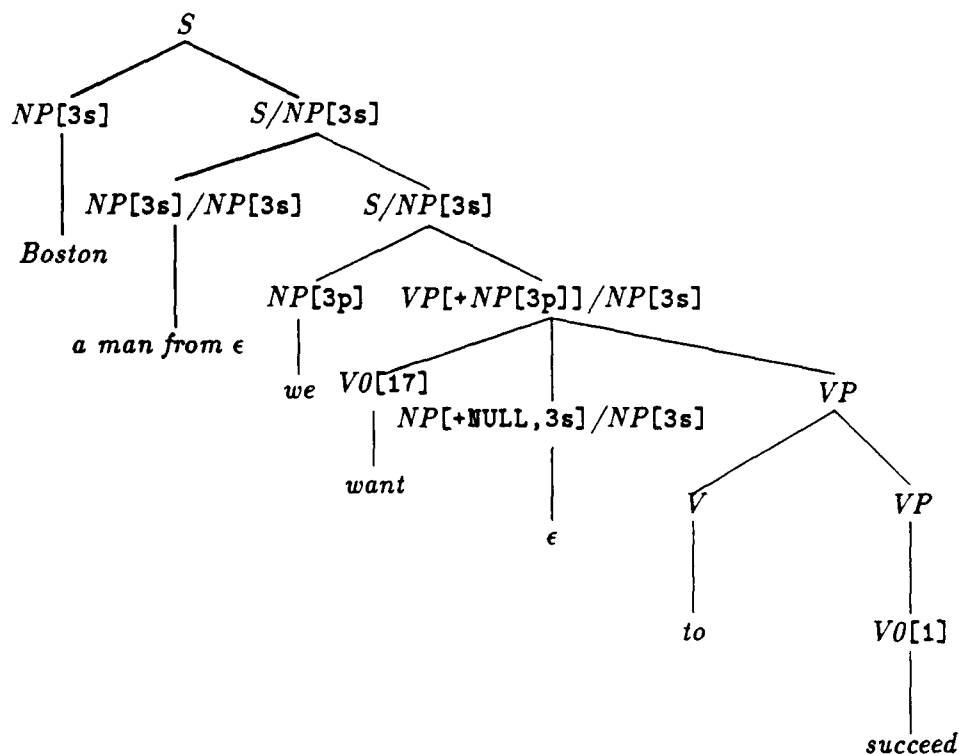 S
NP[3s] S/NP[3s]
NP[3s]/NP[3s] S/NP[3s]
Boston
NP[3p] VP[+NP[3p]]/NP[3s]
a man from ϵ
we V0[17] VP
NP[+NULL,3s]/NP[3s]
want
V VP
ϵ
to V0[1]
succeed